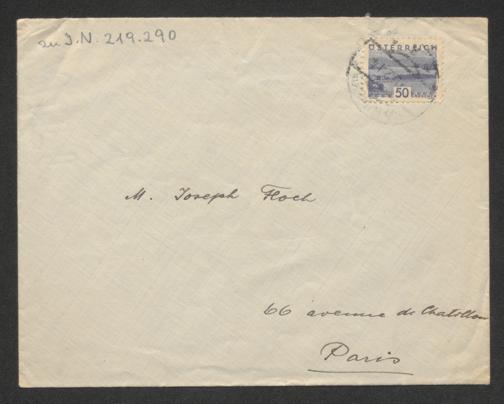 zu I.N. 219.290
ÖSTERREICH
50
M. Joseph Floch
66 avenue de Chatillon
Paris